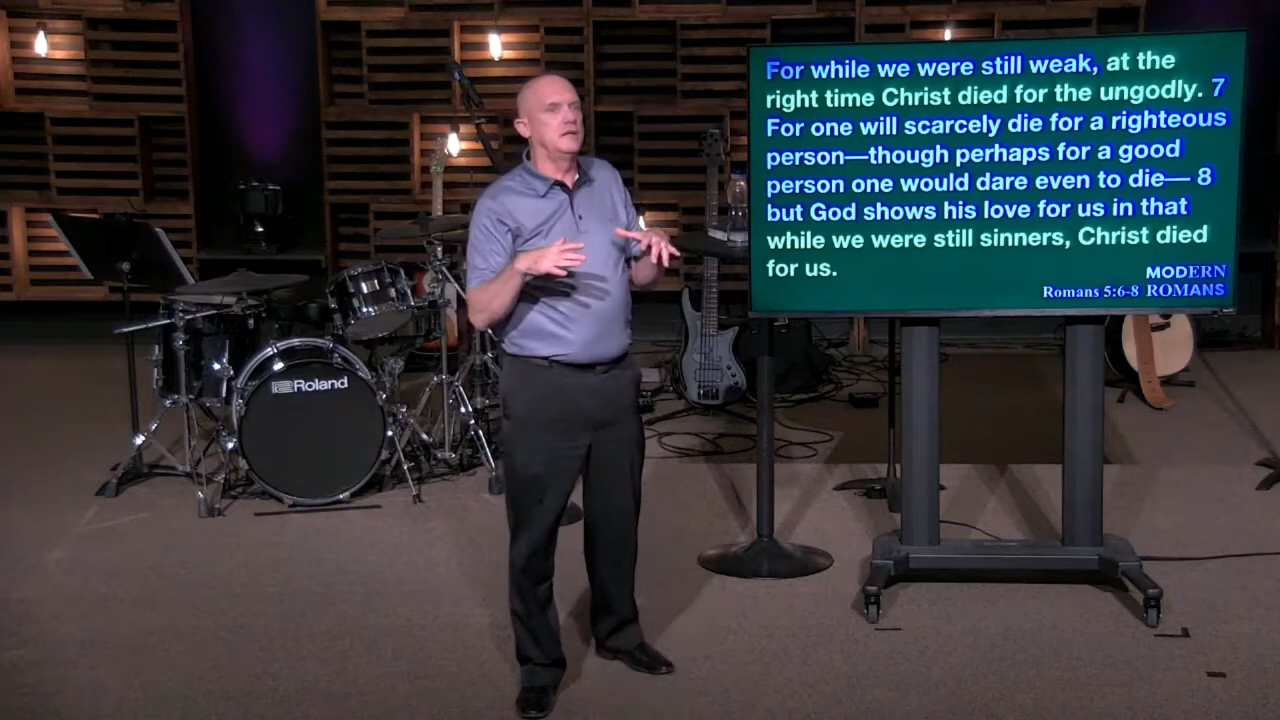 For while we were still weak, at the
right time Christ died for the ungodly. 7
For one will scarcely die for a righteous
person—though perhaps for a good
person one would dare even to die— 8
but God shows his love for us in that
while we were still sinners, Christ died
for us.
MODERN
Romans 5:6-8 ROMANS
Roland